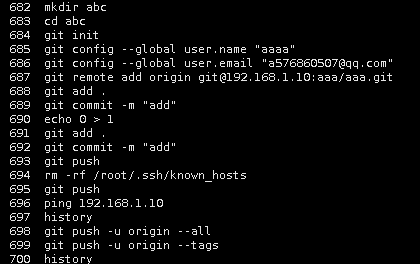 682 mkdir abc
683 cd abc
684 git init
685 git config --global user.name "aaaa"
686 git config --global user.email "a576860507@qq.com"
687 git remote add origin git@192.168.1.10:aaa/aaa.git
688 git add .
689 git commit -m "add"
690 echo 0 > 1
691 git add .
692 git commit -m "add"
693 git push
694 rm -rf /root/.ssh/known_hosts
695 git push
696 ping 192.168.1.10
697 history
698 git push -u origin --all
699 git push -u origin --tags
700 history